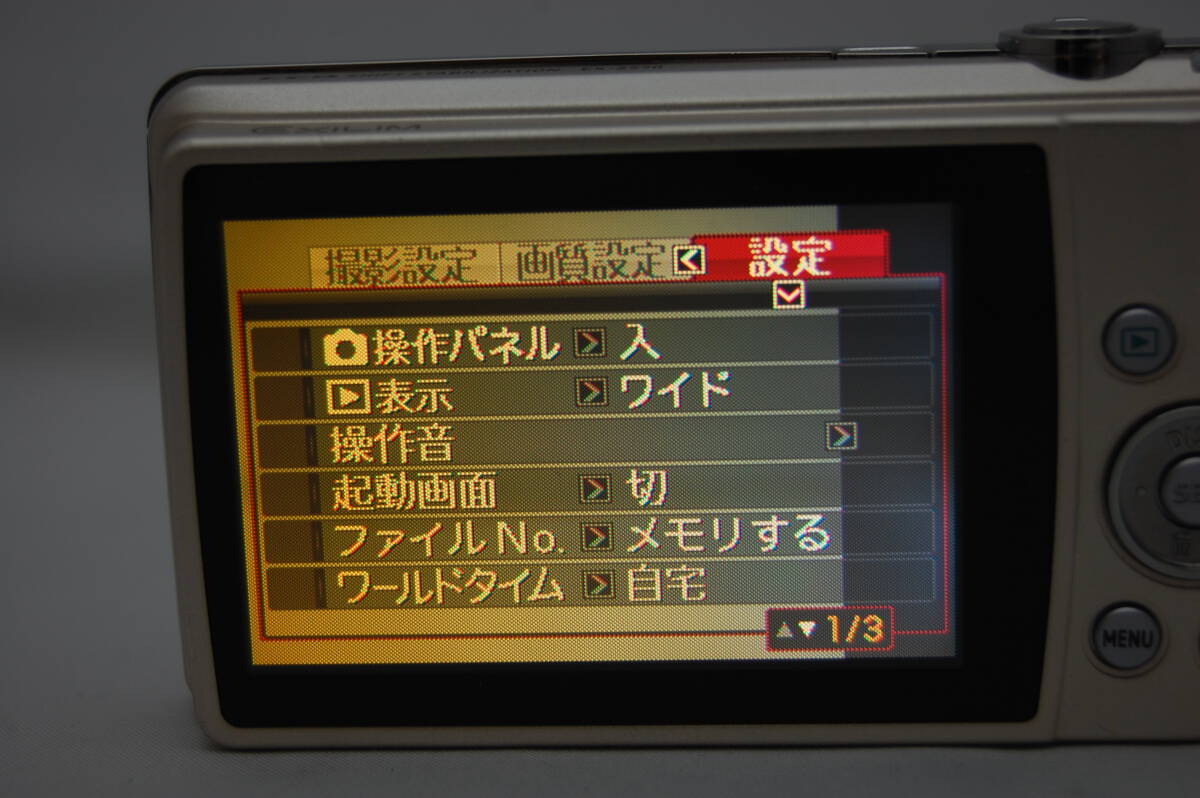 EXILIM
撮影設定 画質設定 設定
操作パネル 入
表示 ワイド
操作音
起動画面 切
ファイルNo. メモリする
ワールドタイム 自宅
1/3
MENU